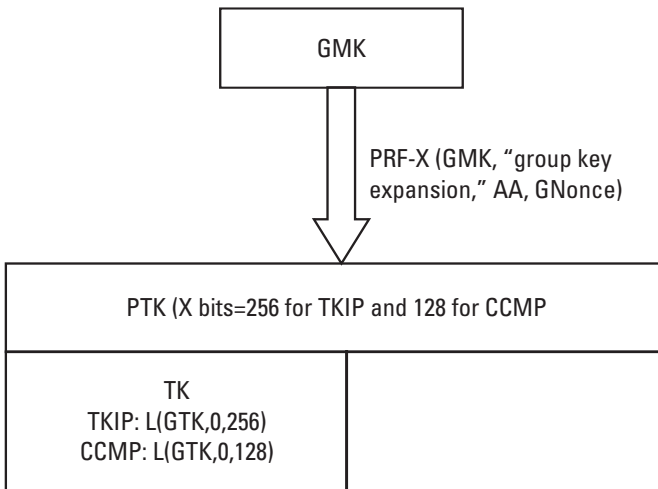 GMK
PRF-X (GMK, “group key
expansion,” AA, GNonce)
PTK (X bits=256 for TKIP and 128 for CCMP
TK
TKIP: L(GTK,0,256)
CCMP: L(GTK,0,128)